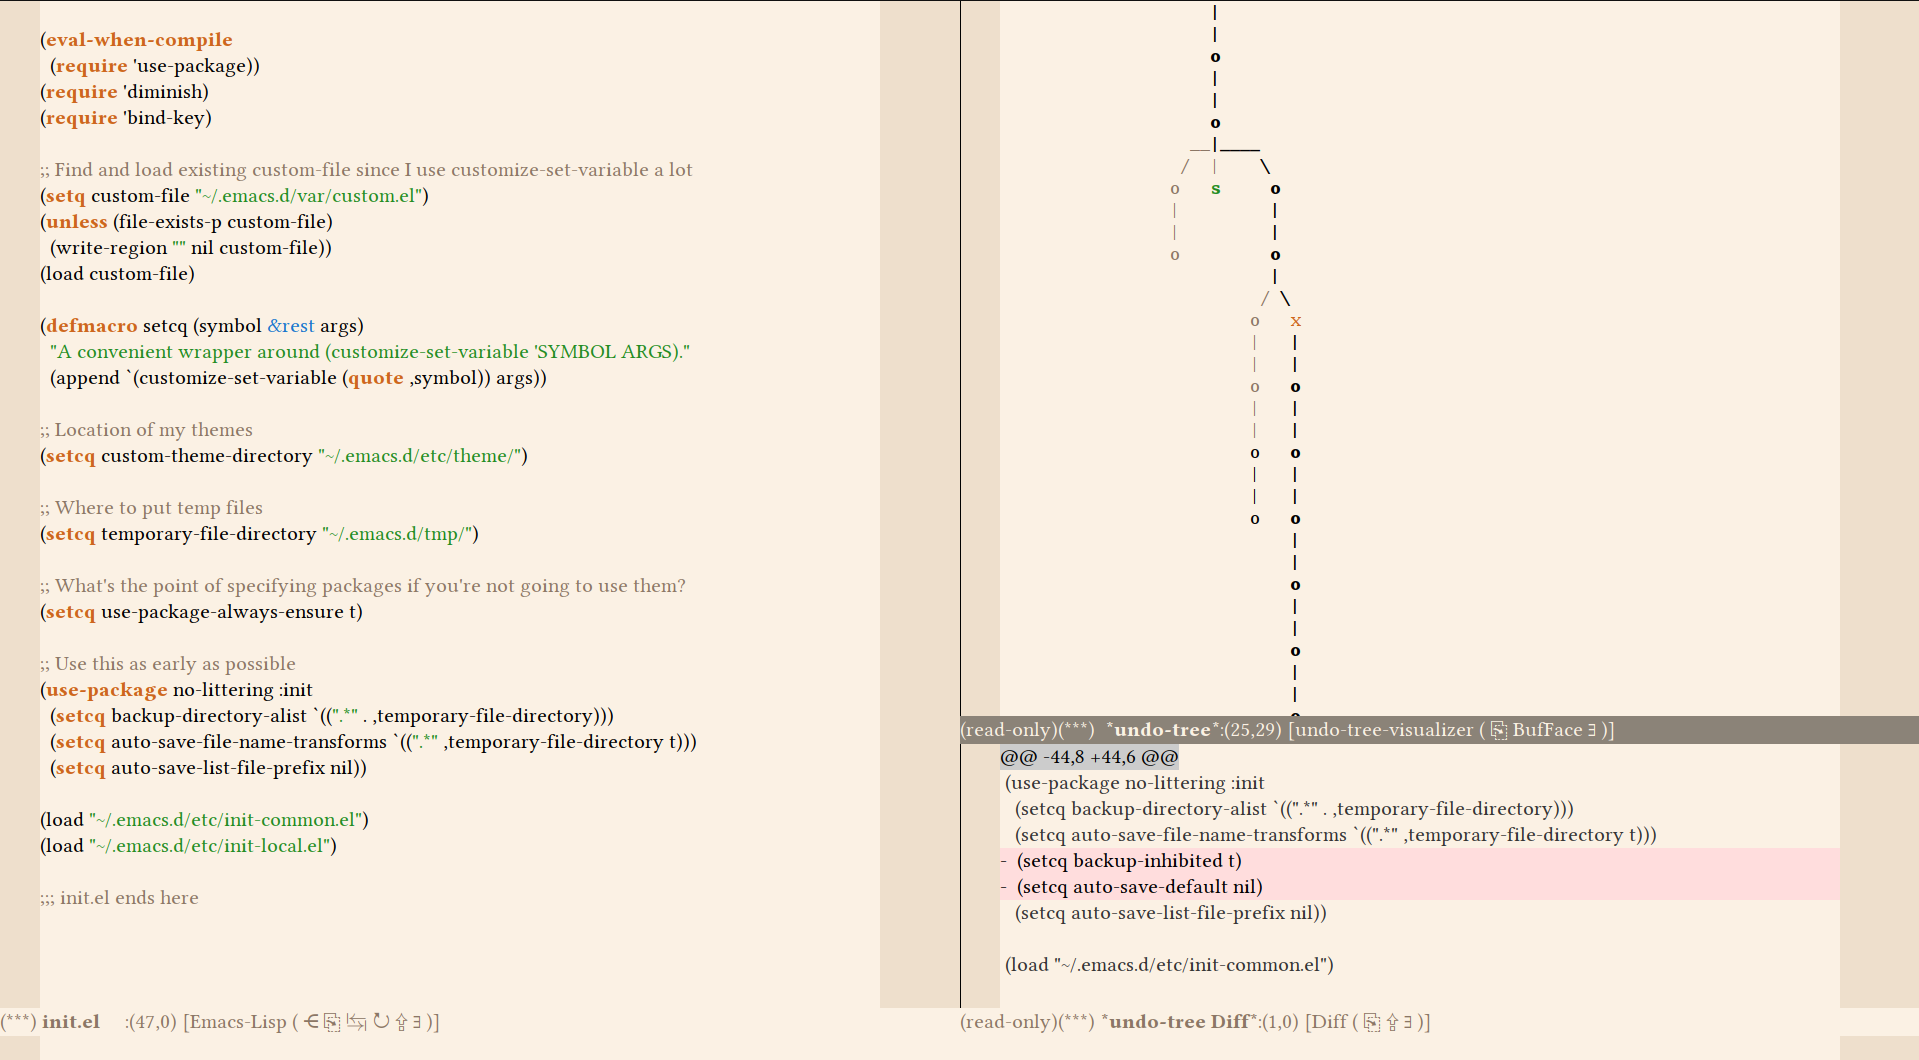 (eval-when-compile
  (require 'use-package))
(require 'diminish)
(require 'bind-key)

;; Find and load existing custom-file since I use customize-set-variable a lot
(setq custom-file "~/.emacs.d/var/custom.el")
(unless (file-exists-p custom-file)
  (write-region "" nil custom-file))
(load custom-file)

(defmacro setcq (symbol &rest args)
  "A convenient wrapper around (customize-set-variable 'SYMBOL ARGS)."
  (append `(customize-set-variable (quote ,symbol)) args))

;; Location of my themes
(setcq custom-theme-directory "~/.emacs.d/etc/theme/")

;; Where to put temp files
(setcq temporary-file-directory "~/.emacs.d/tmp/")

;; What's the point of specifying packages if you're not going to use them?
(setcq use-package-always-ensure t)

;; Use this as early as possible
(use-package no-littering :init
  (setcq backup-directory-alist `((".*" . ,temporary-file-directory)))
  (setcq auto-save-file-name-transforms `((".*" ,temporary-file-directory t)))
  (setcq auto-save-list-file-prefix nil))

(load "~/.emacs.d/etc/init-common.el")
(load "~/.emacs.d/etc/init-local.el")

;;; init.el ends here
(***) init.el :(47,0) [Emacs-Lisp ( ∈ ⎘ ↹ ↻ ⇪ ∃ )]
|
|
o
|
|
o
__|____
/ | \
o s o
| |
| |
o o
|
/ \
o x
| |
| |
o o
| |
| |
o o
| |
| |
o o
|
|
o
|
|
o
|
|
o
(read-only)(***) *undo-tree*:(25,29) [undo-tree-visualizer ( ⎘ BufFace ∃ )]
@@ -44,8 +44,6 @@
 (use-package no-littering :init
   (setcq backup-directory-alist `((".*" . ,temporary-file-directory)))
   (setcq auto-save-file-name-transforms `((".*" ,temporary-file-directory t)))
-  (setcq backup-inhibited t)
-  (setcq auto-save-default nil)
   (setcq auto-save-list-file-prefix nil))

 (load "~/.emacs.d/etc/init-common.el")
(read-only)(***) *undo-tree Diff*:(1,0) [Diff ( ⎘ ⇪ ∃ )]